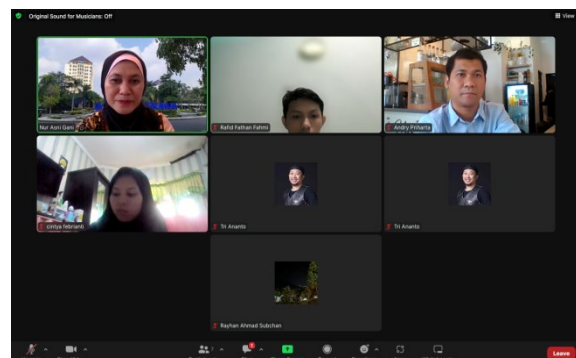 Original Sound for Musicians: Off
View
Nur Asni Gani
Rafid Fathan Fahmi
Andry Priharta
cintya febrianti
Tri Ananto
Tri Ananto
Rayhan Ahmad Subchan
7
Leave